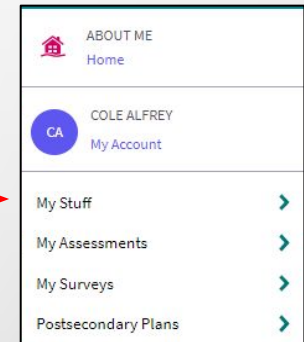 ABOUT ME
Home
CA
COLE ALFREY
My Account
My Stuff
My Assessments
My Surveys
Postsecondary Plans